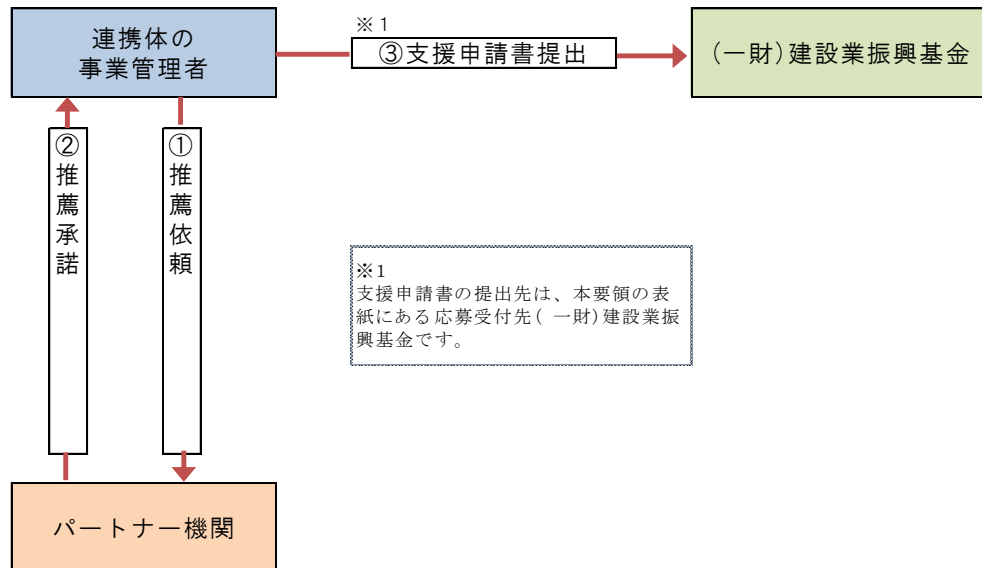 連携体の
事業管理者
※１
③支援申請書提出
(一財)建設業振興基金
②推薦承諾
①推薦依頼
※1
支援申請書の提出先は、本要領の表
紙にある応募受付先( 一財)建設業振
興基金です。
パートナー機関